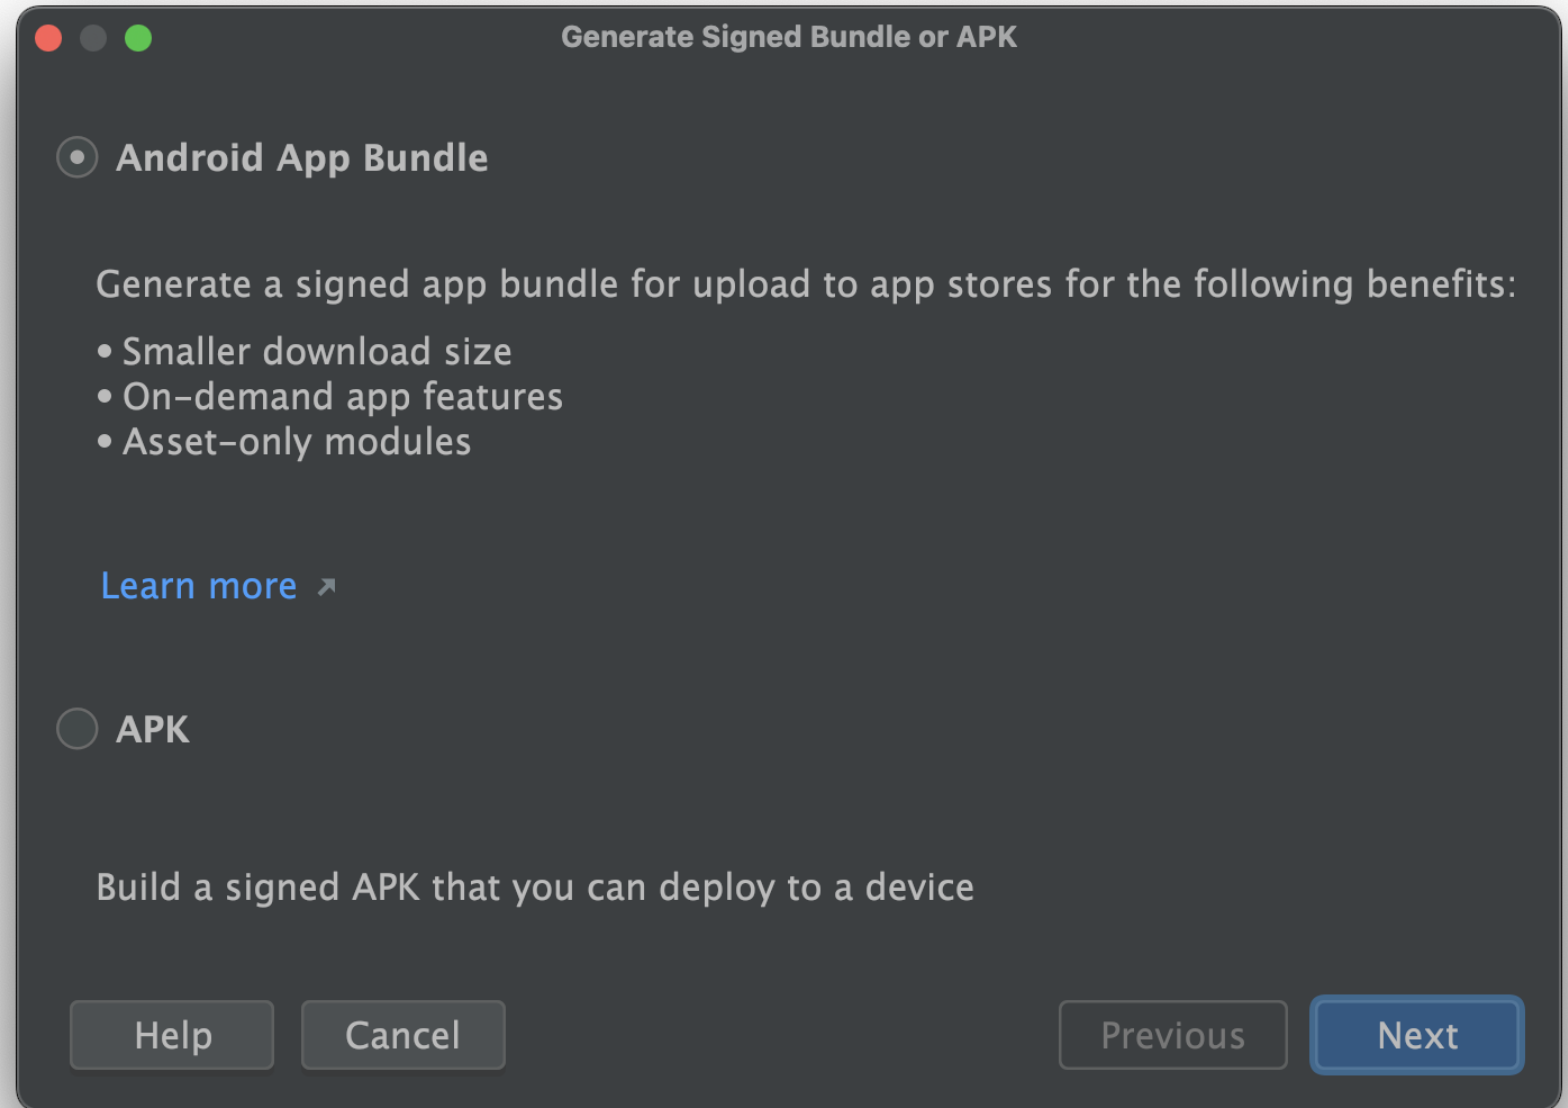 Generate Signed Bundle or APK
Android App Bundle
Generate a signed app bundle for upload to app stores for the following benefits:
• Smaller download size
• On-demand app features
• Asset-only modules
Learn more ↗
APK
Build a signed APK that you can deploy to a device
Help Cancel Previous Next